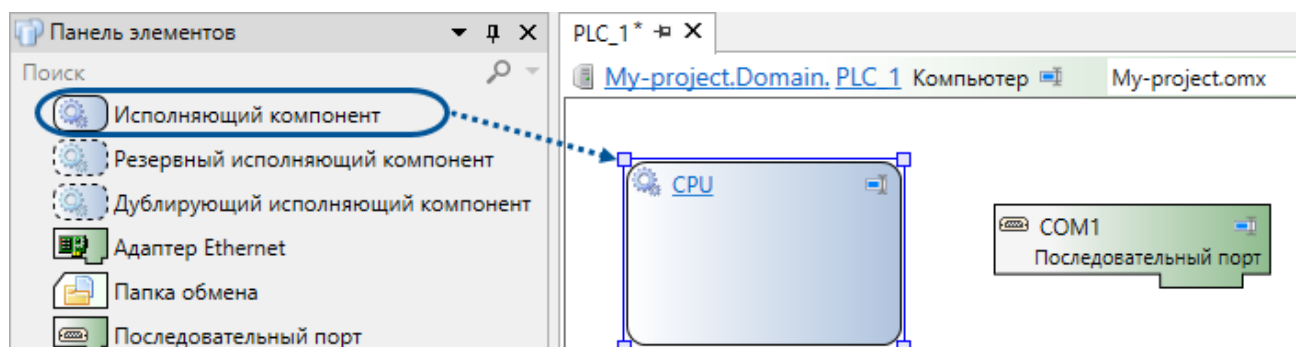 Панель элементов
Поиск
Исполняющий компонент
Резервный исполняющий компонент
Дублирующий исполняющий компонент
Адаптер Ethernet
Папка обмена
Последовательный порт
PLC_1*
My-project.Domain. PLC_1 Компьютер My-project.omx
CPU
COM1
Последовательный порт